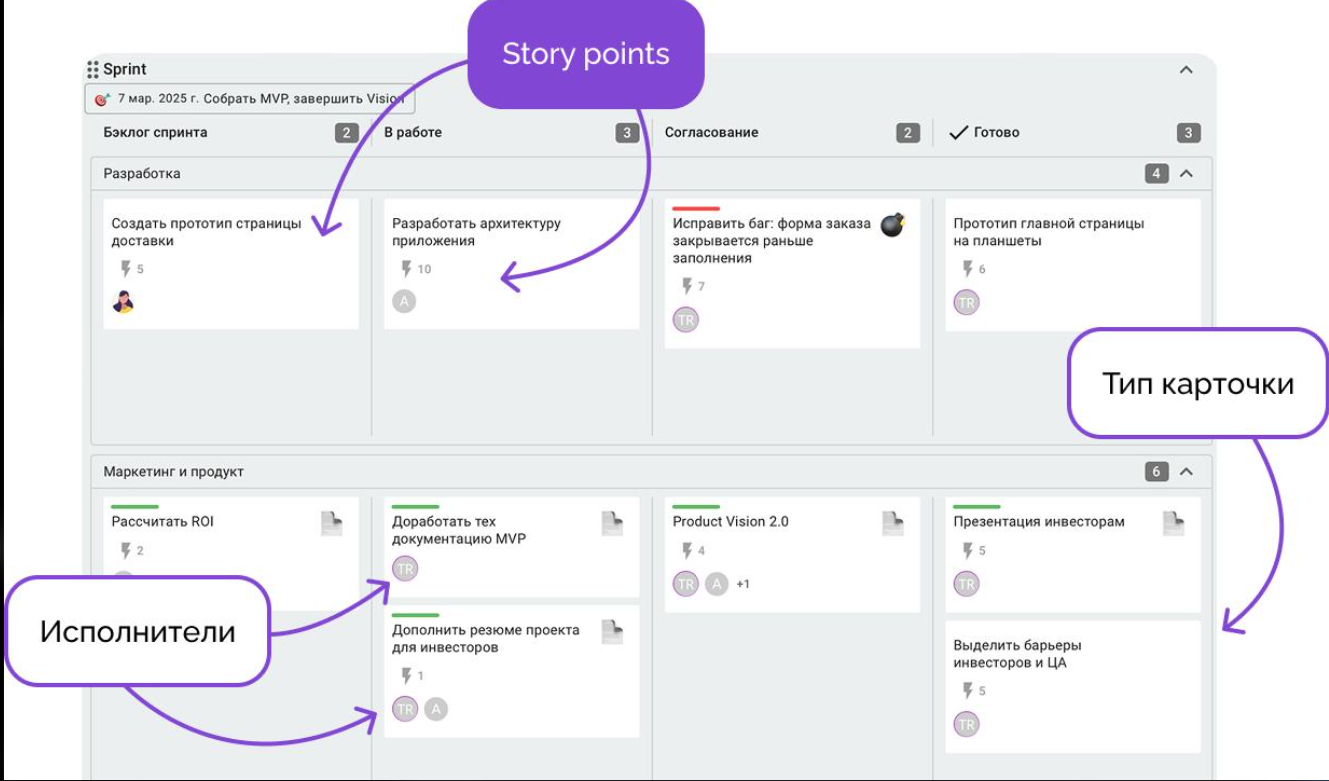 Story points
Sprint
7 мар. 2025 г. Собрать MVP, завершить Vision
Бэклог спринта 2
В работе 3
Согласование 2
Готово 3
Разработка 4
Создать прототип страницы
доставки
5
Разработать архитектуру
приложения
10
A
Исправить баг: форма заказа
закрывается раньше
заполнения
7
TR
Прототип главной страницы
на планшеты
6
TR
Тип карточки
Маркетинг и продукт 6
Рассчитать ROI
2
Доработать тех
документацию MVP
TR
Дополнить резюме проекта
для инвесторов
1
TR A
Product Vision 2.0
4
TR A +1
Презентация инвесторам
5
TR
Выделить барьеры
инвесторов и ЦА
5
TR
Исполнители